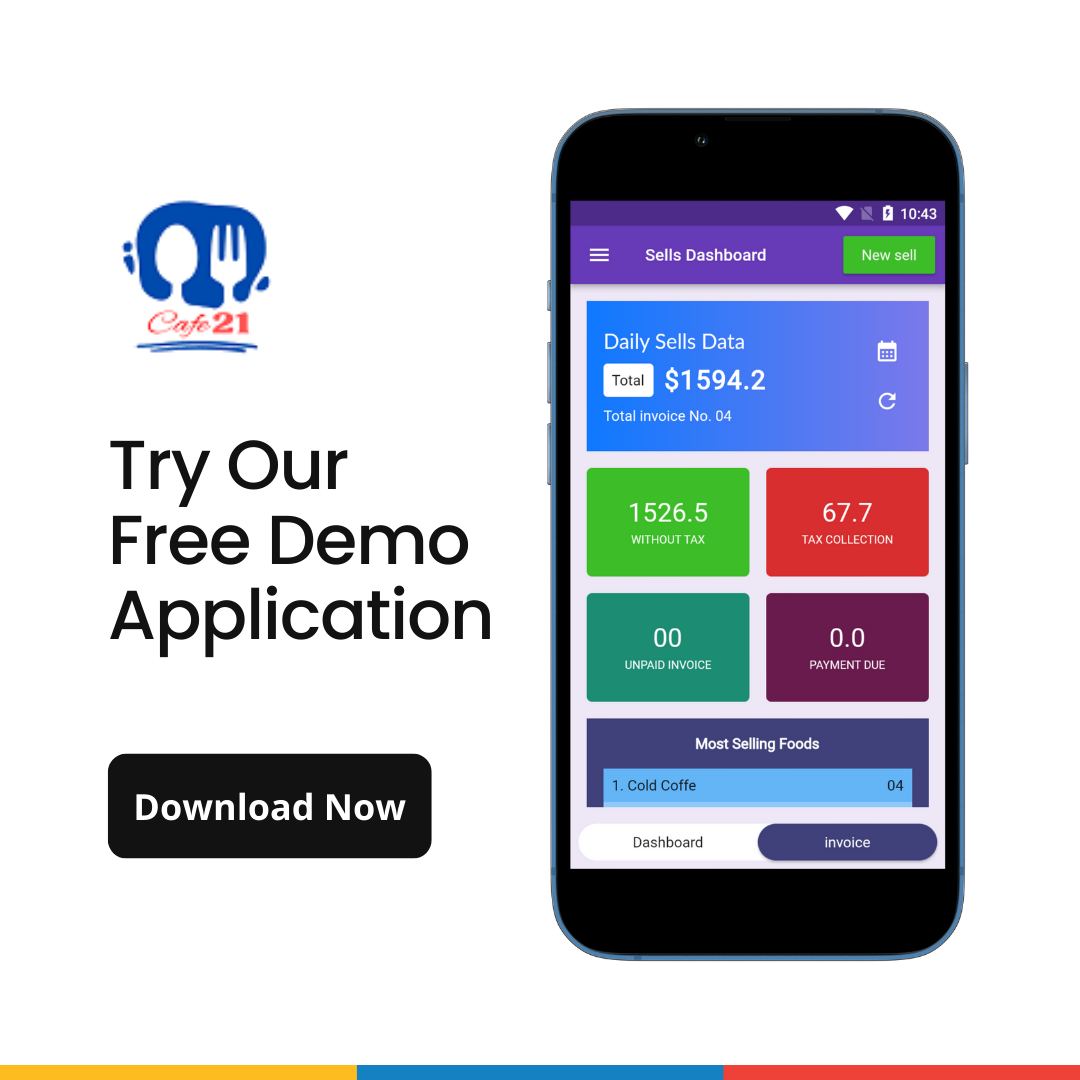 Cafe21
Try Our
Free Demo
Application
Download Now
10:43
Sells Dashboard
New sell
Daily Sells Data
Total
$1594.2
Total invoice No. 04
1526.5
WITHOUT TAX
67.7
TAX COLLECTION
00
UNPAID INVOICE
0.0
PAYMENT DUE
Most Selling Foods
1. Cold Coffe 04
Dashboard
invoice